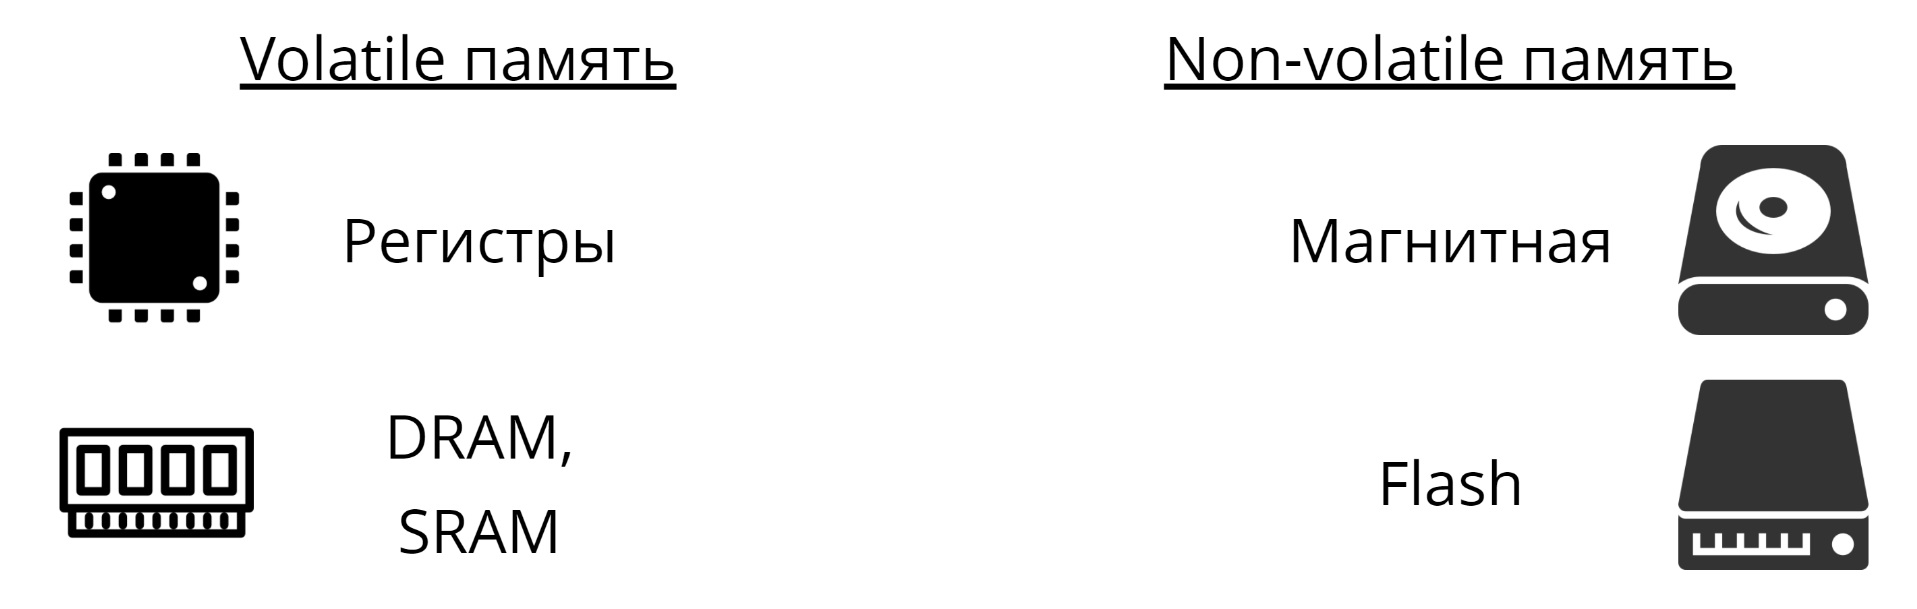 Volatile память
Non-volatile память
Регистры
Магнитная
DRAM,
SRAM
Flash